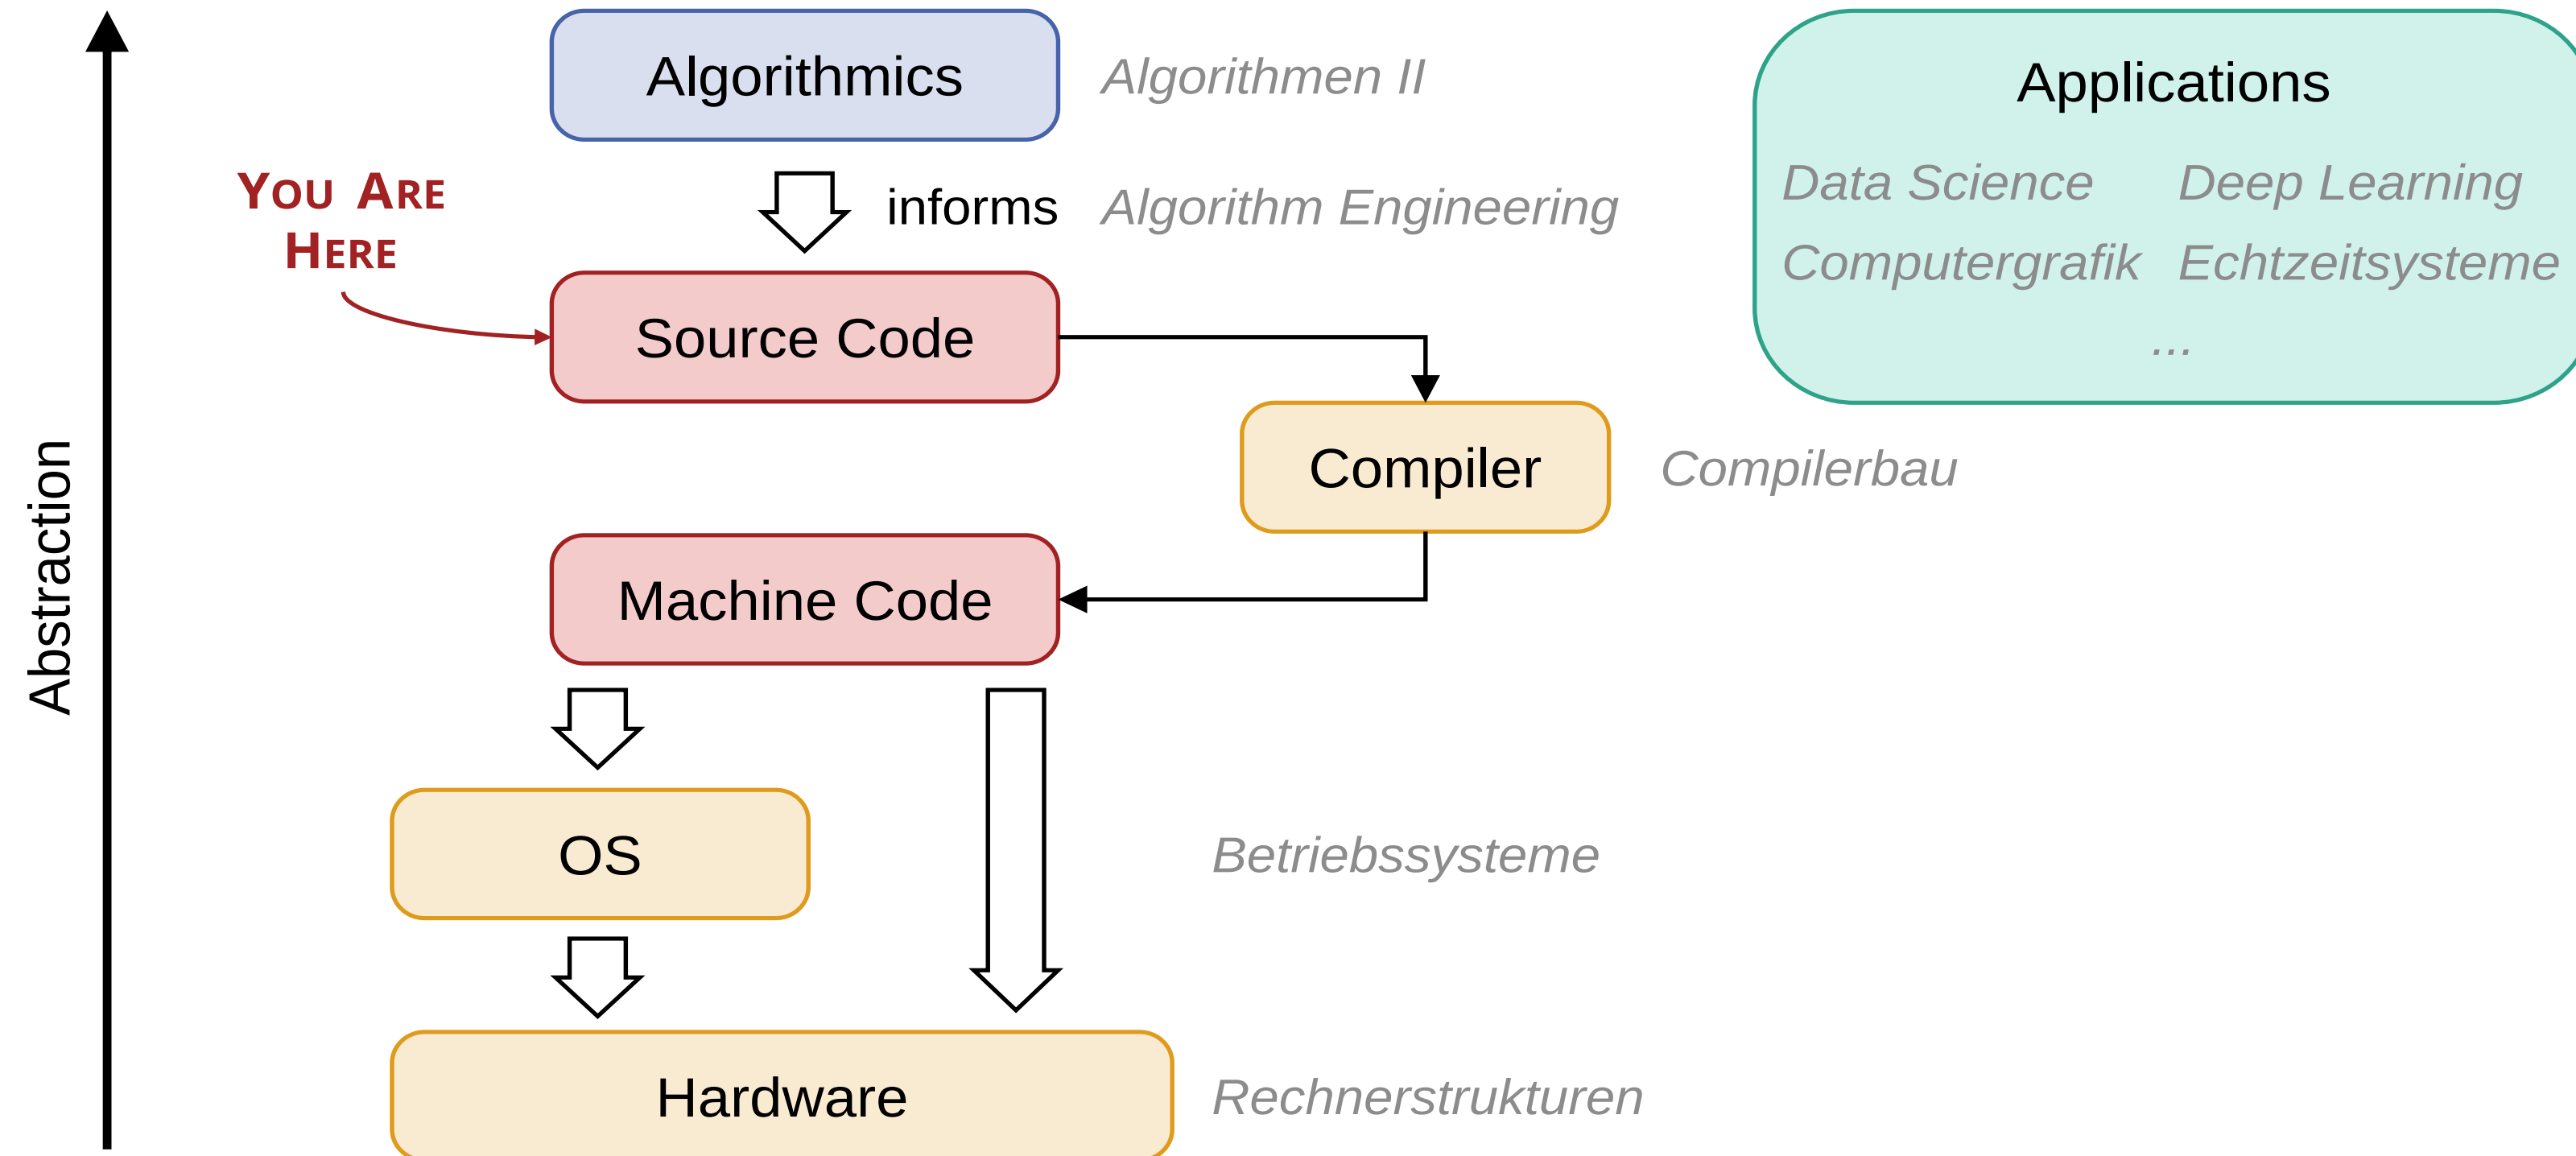 Algorithmics
Algorithmen II
Applications
Data Science
Deep Learning
Computergrafik
Echtzeitsysteme
...
informs
Algorithm Engineering
YOU ARE
HERE
Source Code
Compiler
Compilerbau
Abstraction
Machine Code
OS
Betriebssysteme
Hardware
Rechnerstrukturen